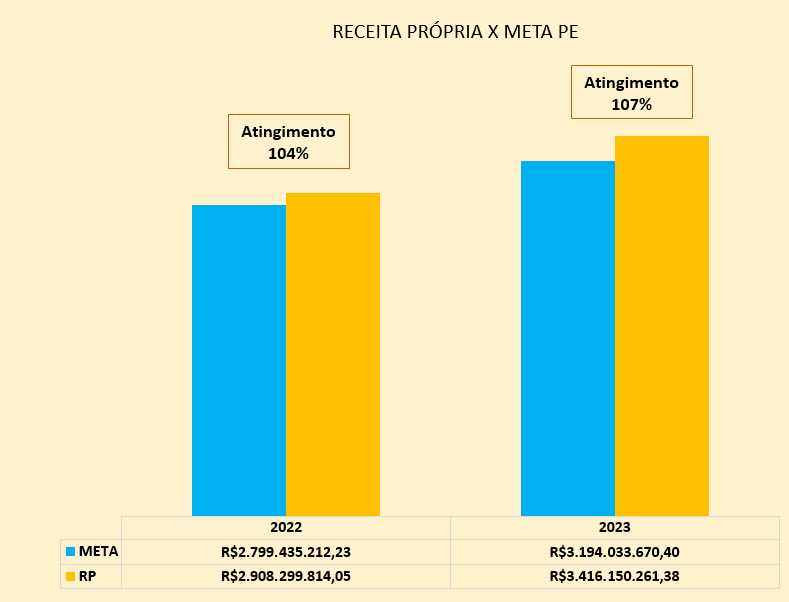 RECEITA PRÓPRIA X META PE
Atingimento
107%
Atingimento
104%
2022 2023
META R$2.799.435.212,23 R$3.194.033.670,40
RP R$2.908.299.814,05 R$3.416.150.261,38